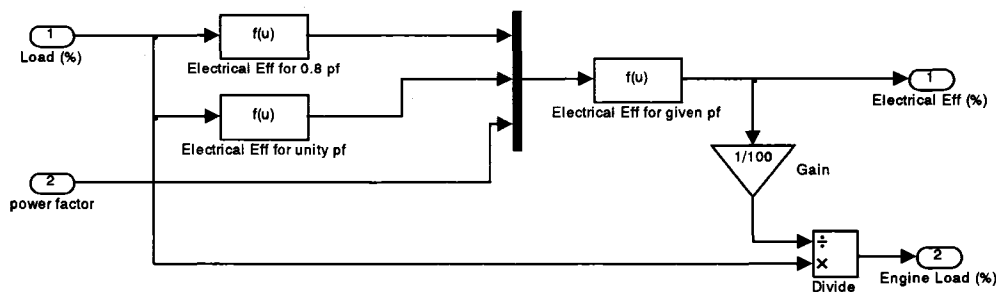 1
Load (%)
f(u)
Electrical Eff for 0.8 pf
f(u)
Electrical Eff for unity pf
2
power factor
f(u)
Electrical Eff for given pf
1
Electrical Eff (%)
1/100
Gain
÷
×
Divide
2
Engine Load (%)